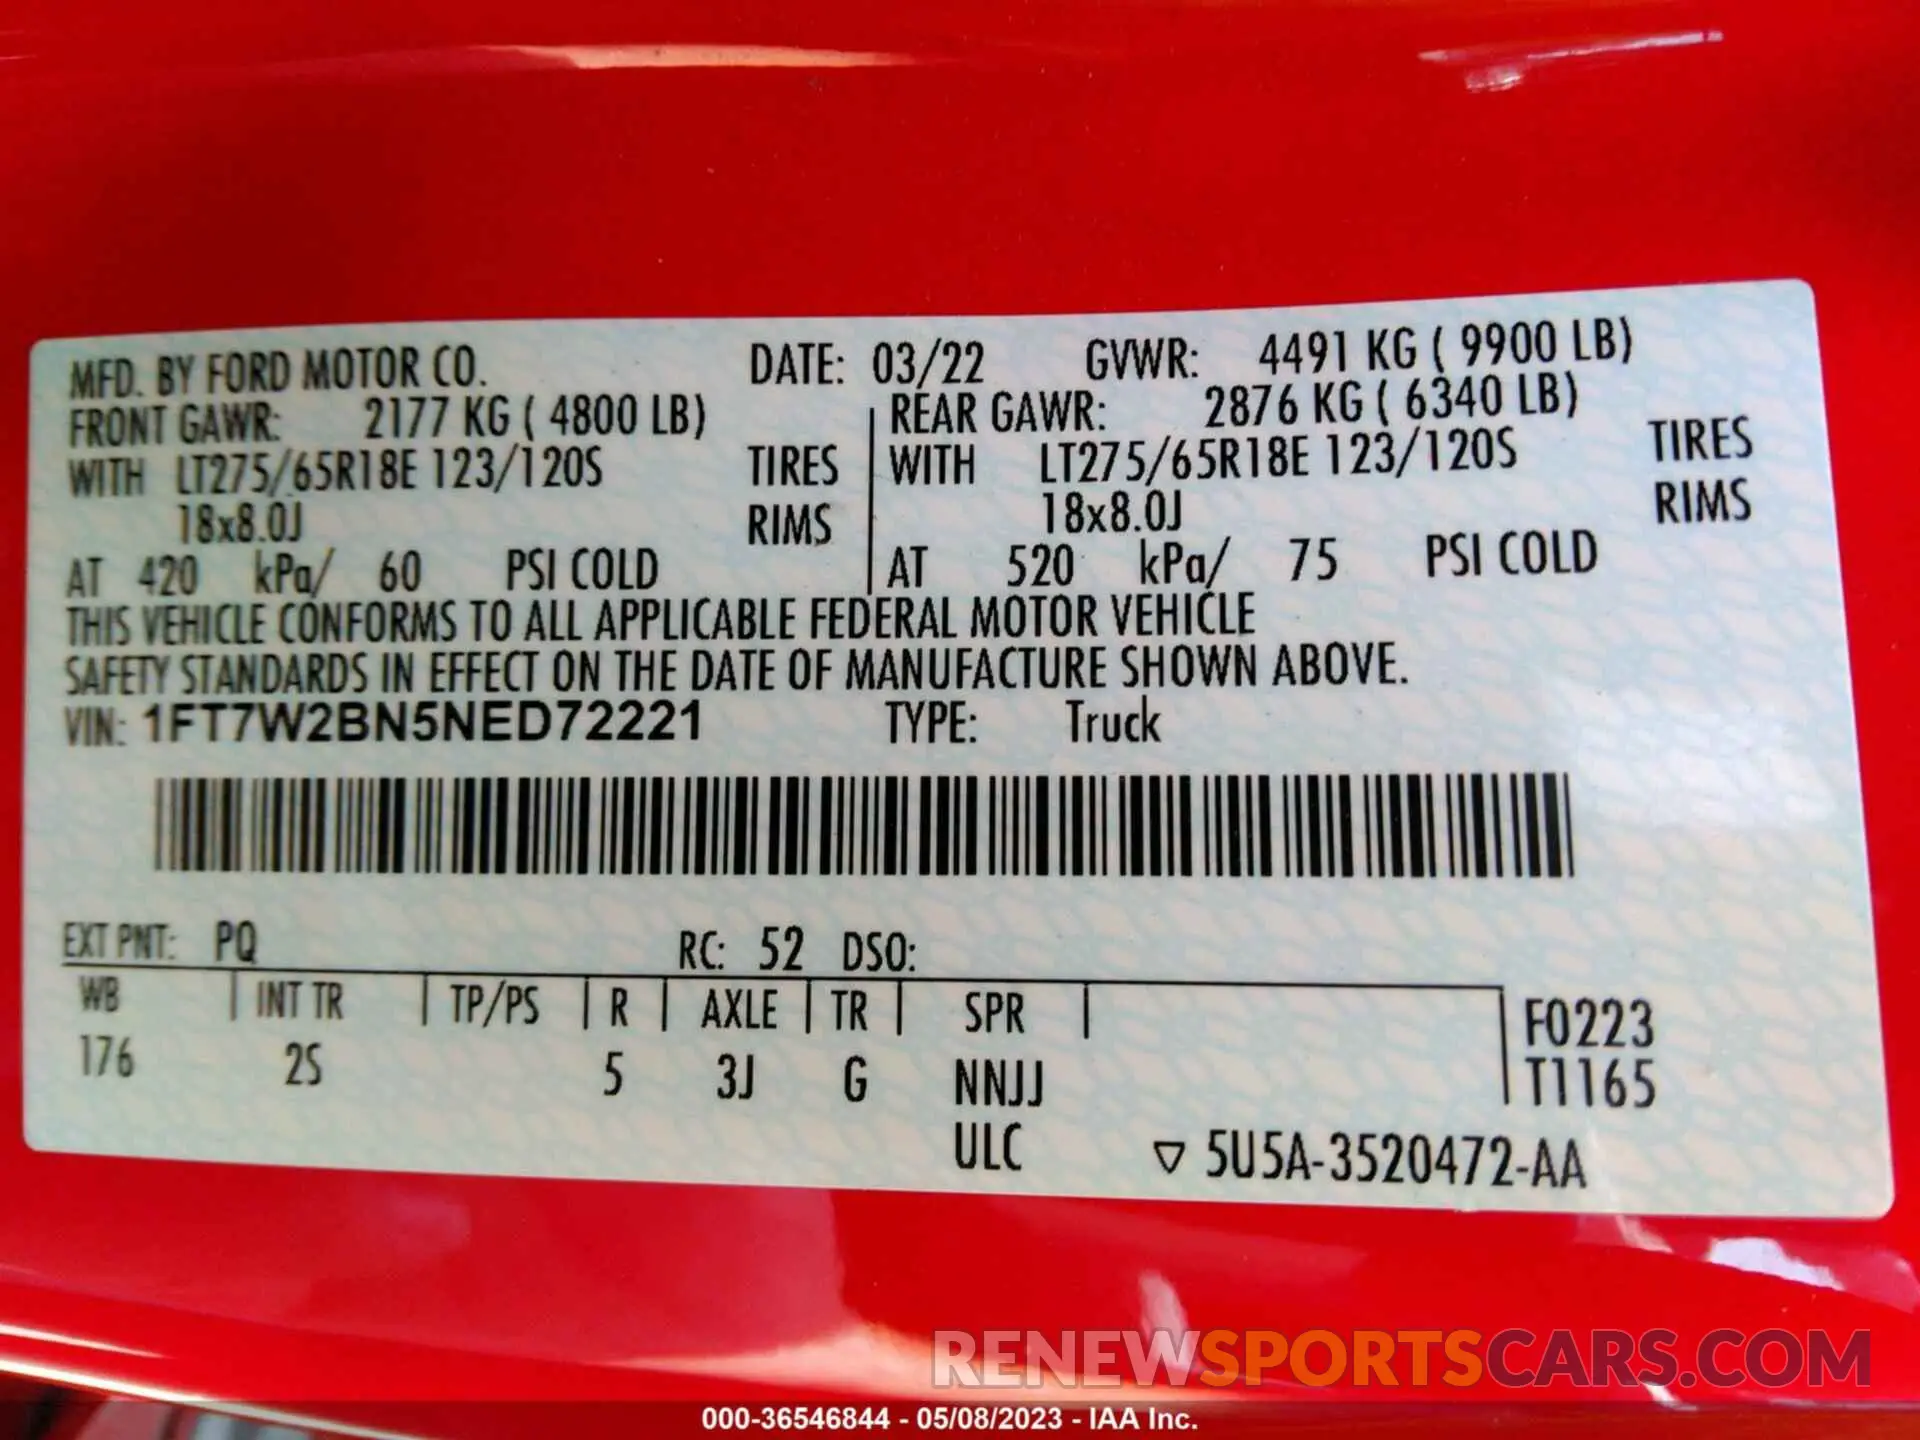 MFD. BY FORD MOTOR CO. DATE: 03/22 GVWR: 4491 KG ( 9900 LB)
FRONT GAWR: 2177 KG ( 4800 LB) REAR GAWR: 2876 KG ( 6340 LB)
WITH LT275/65R18E 123/120S TIRES WITH LT275/65R18E 123/120S TIRES
18x8.0J RIMS 18x8.0J RIMS
AT 420 kPa/ 60 PSI COLD AT 520 kPa/ 75 PSI COLD
THIS VEHICLE CONFORMS TO ALL APPLICABLE FEDERAL MOTOR VEHICLE
SAFETY STANDARDS IN EFFECT ON THE DATE OF MANUFACTURE SHOWN ABOVE.
VIN: 1FT7W2BN5NED72221 TYPE: Truck
EXT PNT: PQ RC: 52 DSO:
WB INT TR TP/PS R AXLE TR SPR F0223
176 2S 5 3J G NNJJ T1165
ULC ▽ 5U5A-3520472-AA
RENEWSPORTSCARS.COM
000-36546844 - 05/08/2023 - IAA Inc.